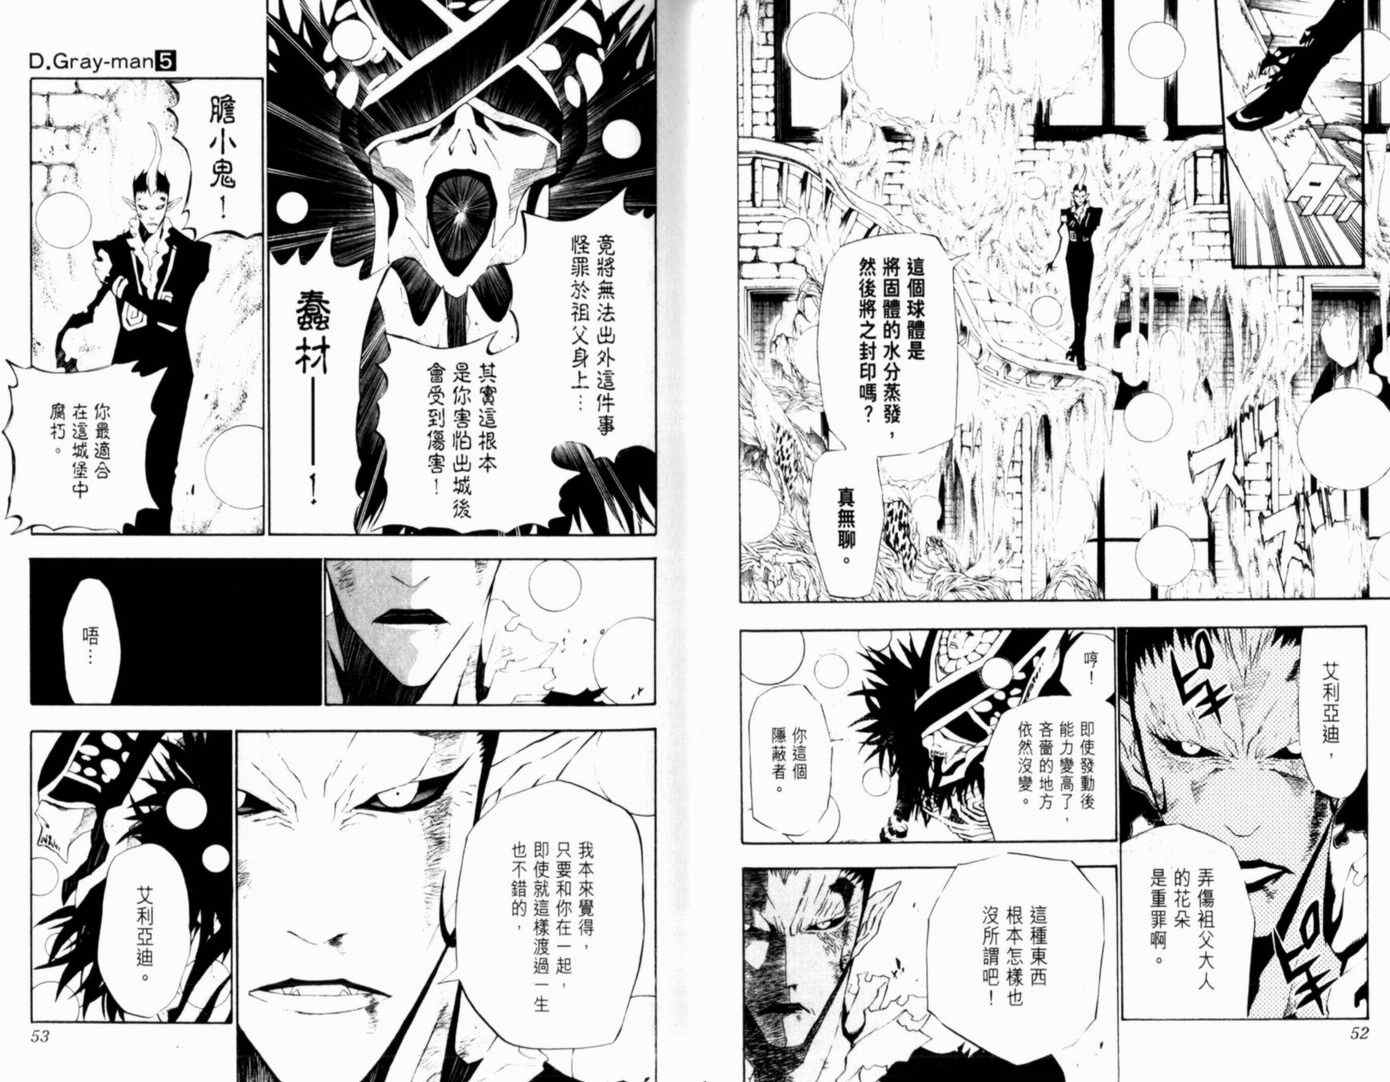 這個球體是
將固體的水分蒸發，
然後將之封印嗎？
真無聊。
艾利亞迪，
弄傷祖父大人
的花朵
是重罪啊。
哼！
即使發動後
能力變高了，
吝嗇的地方
依然沒變。
你這個
隱蔽者。
這種東西
根本怎樣也
沒所謂吧！
52
D.Gray-man 5
竟將無法出外這件事
怪罪於祖父身上…
其實這根本
是你害怕出城後
會受到傷害！
蠢材——！
膽小鬼！
你最適合
在這城堡中
腐朽。
唔…
我本來覺得，
只要和你在一起，
即使就這樣渡過一生
也不錯的，
艾利亞迪。
53